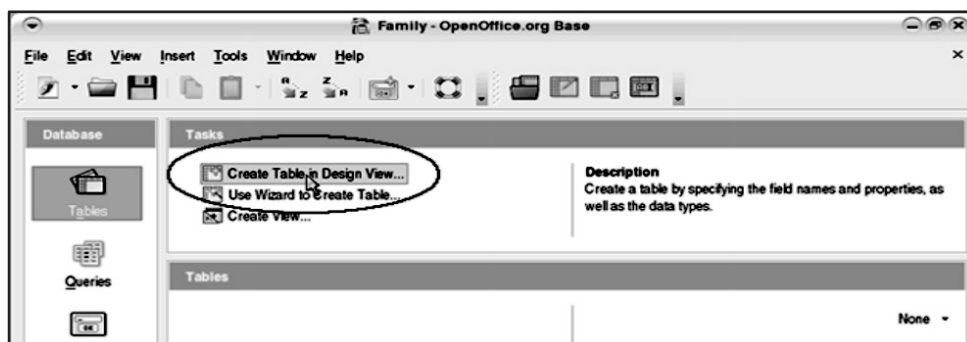 Family - OpenOffice.org Base
File Edit View Insert Tools Window Help
Database
Tasks
Tables
Create Table in Design View...
Use Wizard to Create Table...
Create View...
Description
Create a table by specifying the field names and properties, as
well as the data types.
Queries
Tables
None